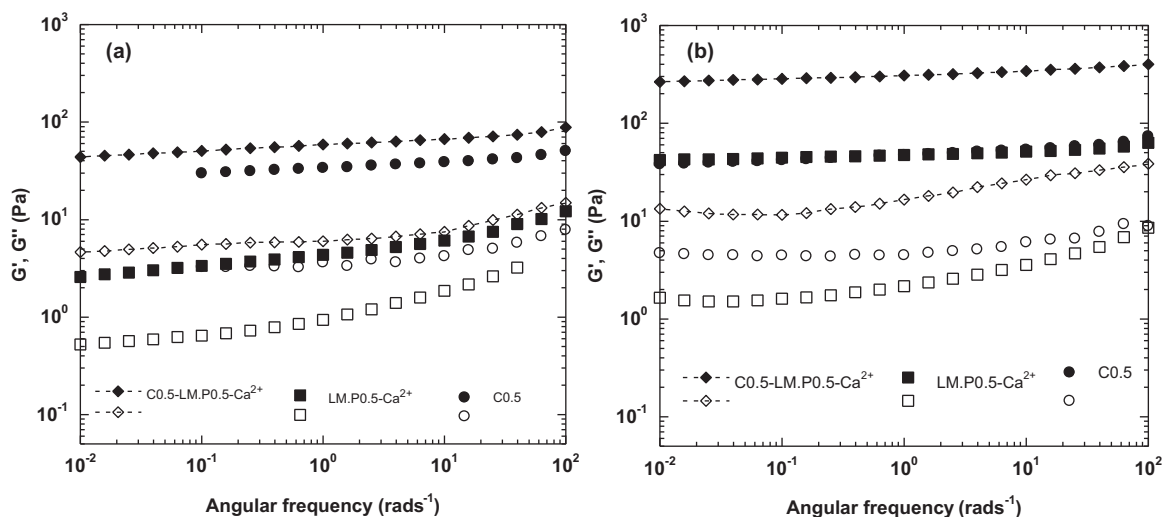 (a)
G', G'' (Pa)
10³
10²
10¹
10⁰
10⁻¹
C0.5-LM.P0.5-Ca²⁺ LM.P0.5-Ca²⁺ C0.5
10⁻² 10⁻¹ 10⁰ 10¹ 10²
Angular frequency (rads⁻¹)
(b)
G', G'' (Pa)
10³
10²
10¹
10⁰
10⁻¹
C0.5-LM.P0.5-Ca²⁺ LM.P0.5-Ca²⁺ C0.5
10⁻² 10⁻¹ 10⁰ 10¹ 10²
Angular frequency (rads⁻¹)